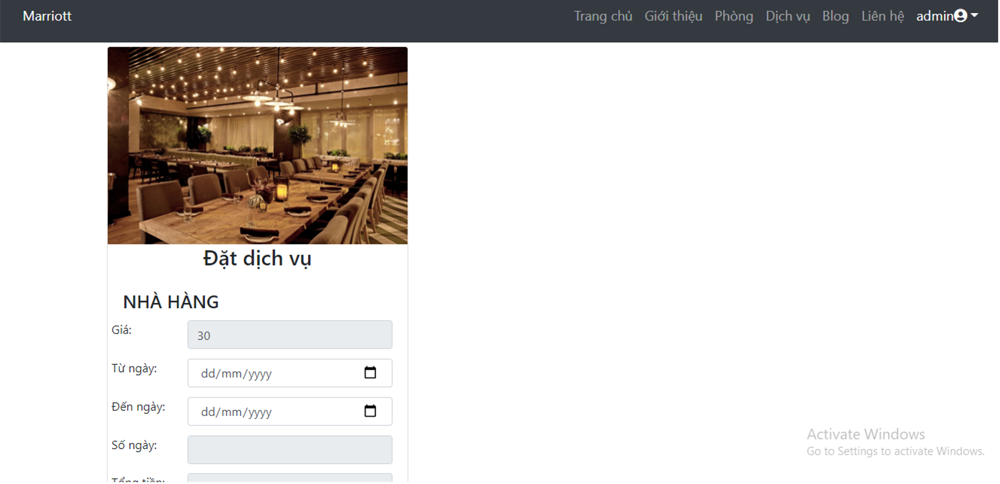 Marriott Trang chủ Giới thiệu Phòng Dịch vụ Blog Liên hệ admin
Đặt dịch vụ
NHÀ HÀNG
Giá: 30
Từ ngày: dd/mm/yyyy
Đến ngày: dd/mm/yyyy
Số ngày:
Tổng tiền:
Activate Windows
Go to Settings to activate Windows.